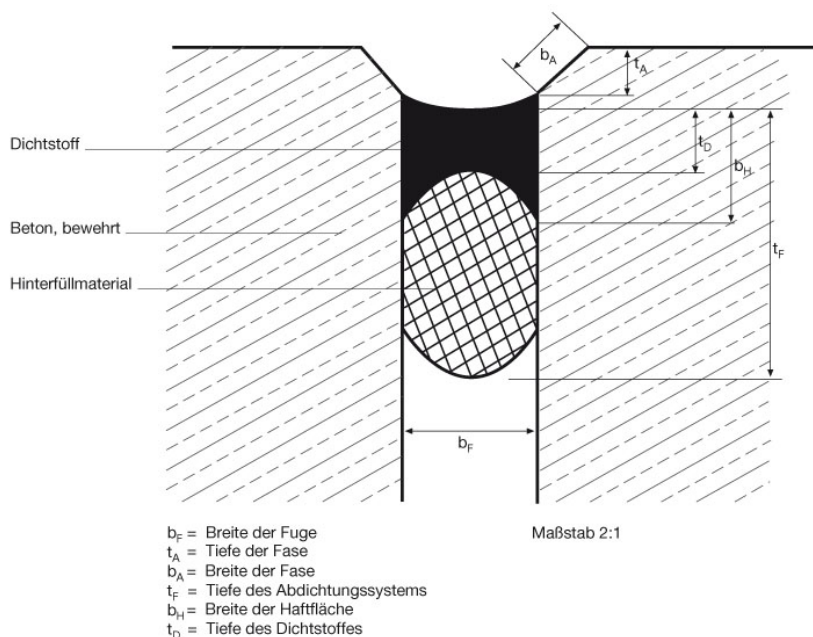 b_A
t_A
Dichtstoff
t_D
b_H
Beton, bewehrt
t_F
Hinterfüllmaterial
b_F
b_F = Breite der Fuge
Maßstab 2:1
t_A = Tiefe der Fase
b_A = Breite der Fase
t_F = Tiefe des Abdichtungssystems
b_H = Breite der Haftfläche
t_D = Tiefe des Dichtstoffes